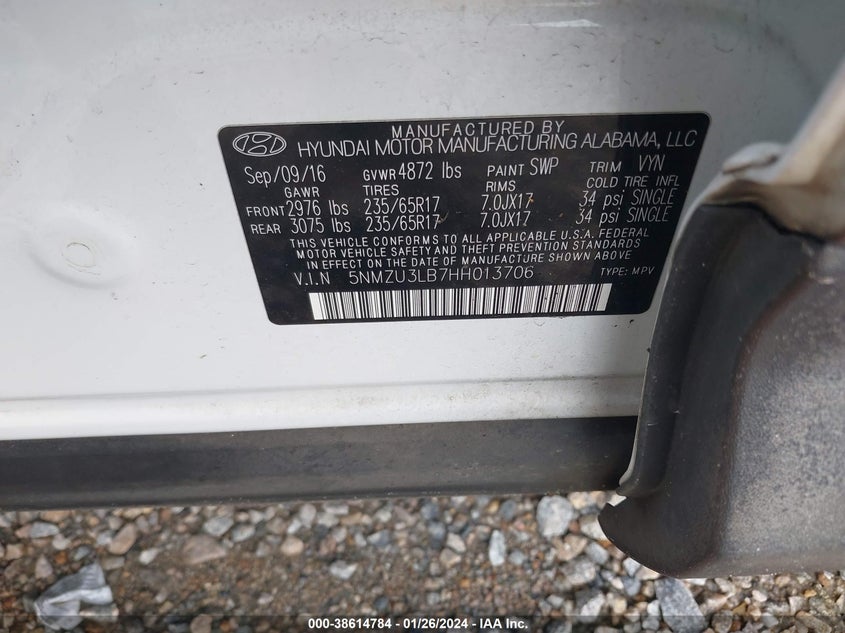 MANUFACTURED BY
HYUNDAI MOTOR MANUFACTURING ALABAMA, LLC
Sep/09/16 GVWR 4872 lbs PAINT SWP TRIM VYN
GAWR TIRES RIMS COLD TIRE INFL
FRONT 2976 lbs 235/65R17 7.0JX17 34 psi SINGLE
REAR 3075 lbs 235/65R17 7.0JX17 34 psi SINGLE
THIS VEHICLE CONFORMS TO ALL APPLICABLE U.S.A. FEDERAL
MOTOR VEHICLE SAFETY AND THEFT PREVENTION STANDARDS
IN EFFECT ON THE DATE OF MANUFACTURE SHOWN ABOVE
V.I.N 5NMZU3LB7HH013706 TYPE: MPV
000-38614784 - 01/26/2024 - IAA Inc.